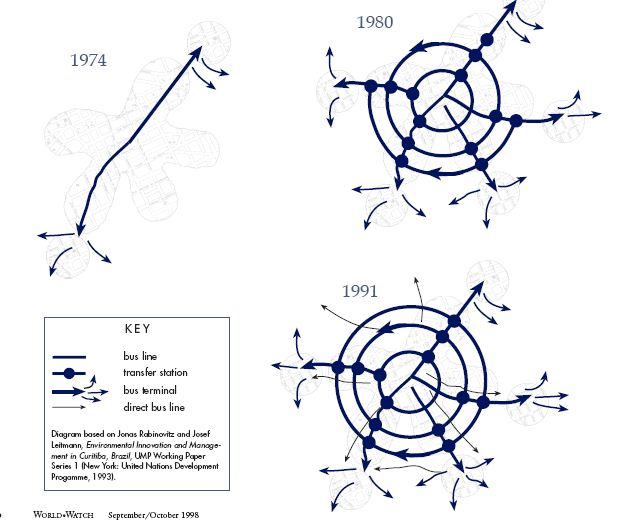 1974
1980
1991
KEY
bus line
transfer station
bus terminal
direct bus line
Diagram based on Jonas Rabinovitz and Josef
Leitmann, Environmental Innovation and Manage-
ment in Curitiba, Brazil, UMP Working Paper
Series 1 (New York: United Nations Development
Progamme, 1993).
WORLD•WATCH September/October 1998